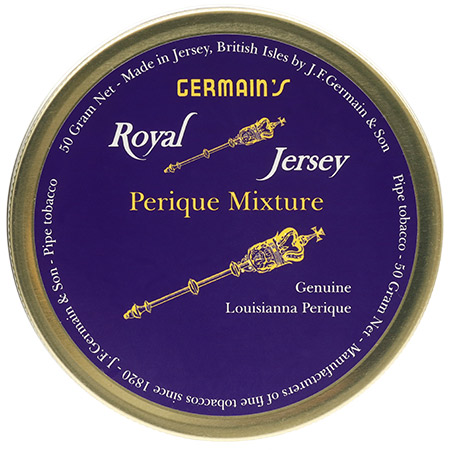 GERMAIN'S
Royal
Jersey
Perique Mixture
Genuine
Louisianna Perique
50 Gram Net - Made in Jersey, British Isles by J.F.Germain & Son
Pipe tobacco - 50 Gram Net - Manufacturers of fine tobaccos since 1820 - J.F.Germain & Son - Pipe tobacco